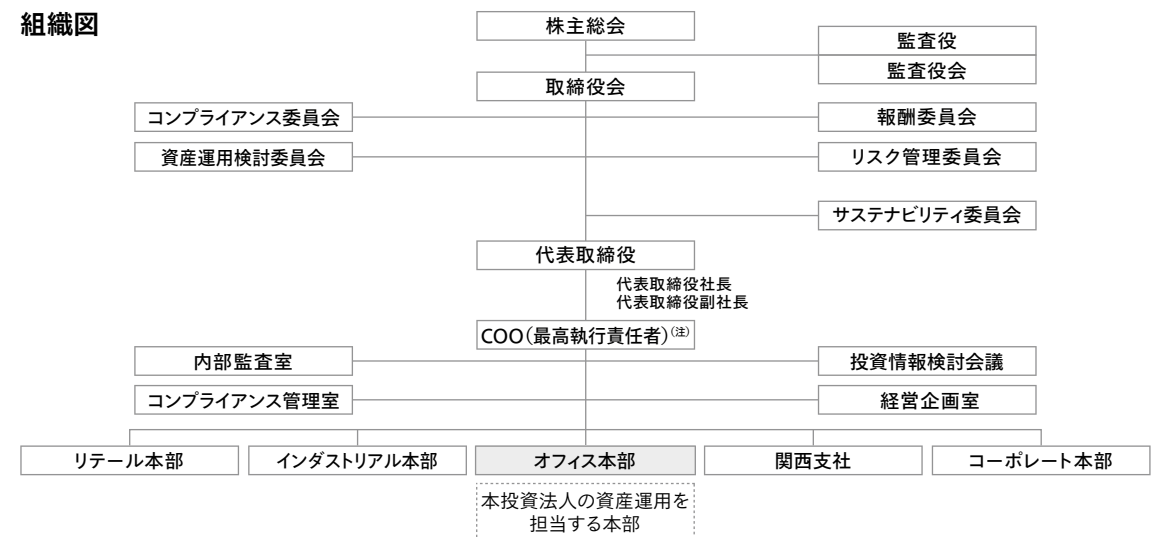 組織図
株主総会
監査役
監査役会
取締役会
コンプライアンス委員会
報酬委員会
資産運用検討委員会
リスク管理委員会
サステナビリティ委員会
代表取締役
代表取締役社長
代表取締役副社長
COO（最高執行責任者）（注）
内部監査室
投資情報検討会議
コンプライアンス管理室
経営企画室
リテール本部
インダストリアル本部
オフィス本部
関西支社
コーポレート本部
本投資法人の資産運用を
担当する本部